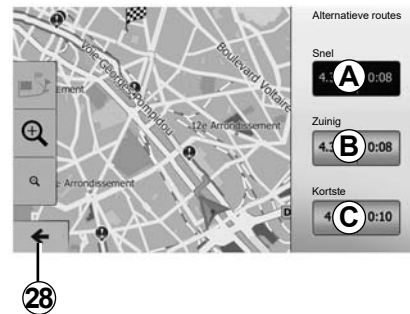 Alternatieve routes
Snel
4. A 0:08
Zuinig
4. B 0:08
Kortste
4 C 0:10
Voie Georges Pompidou
Boulevard Voltaire
ement
12e Arrondissement
e Arrondissement
D
28